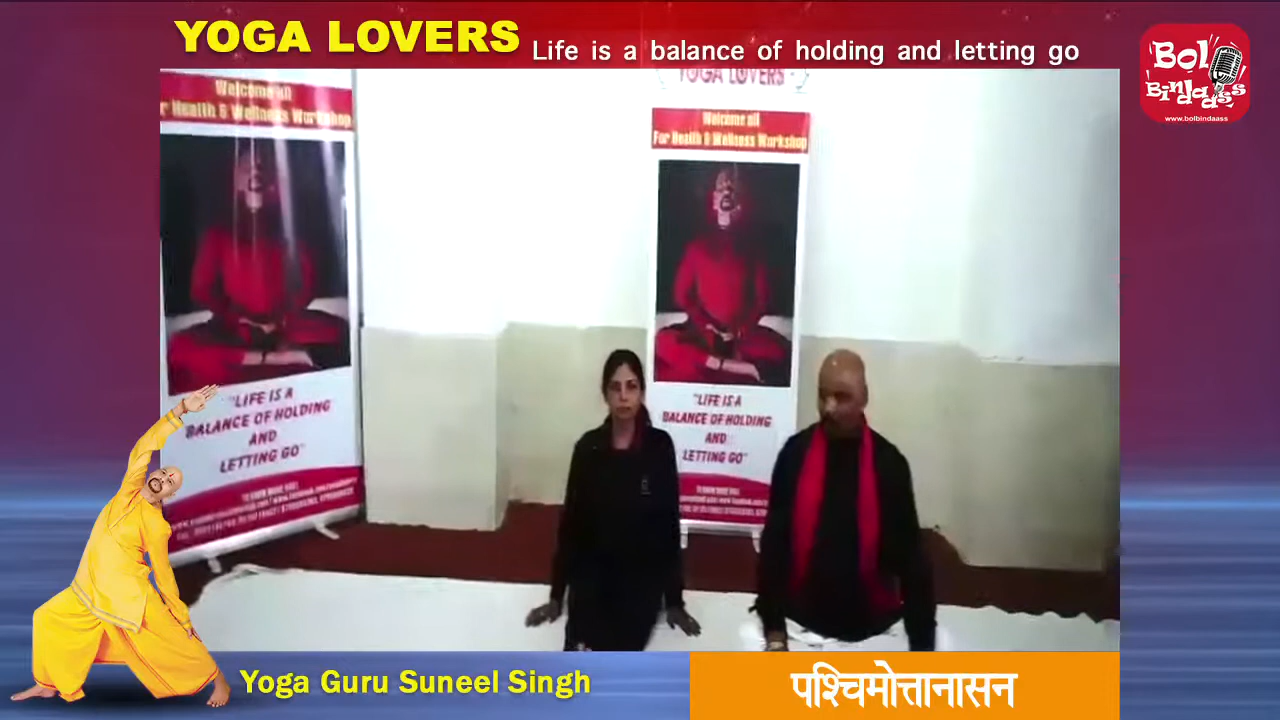 YOGA LOVERS
Life is a balance of holding and letting go
Bol
Bindaass
www.bolbindaass
Welcome all
r Health & Wellness Workshop
"LIFE IS A
BALANCE OF HOLDING
AND
LETTING GO"
YOGA LOVERS
Welcome all
For Health & Wellness Workshop
"LIFE IS A
BALANCE OF HOLDING
AND
LETTING GO"
Yoga Guru Suneel Singh
पश्चिमोत्तानासन